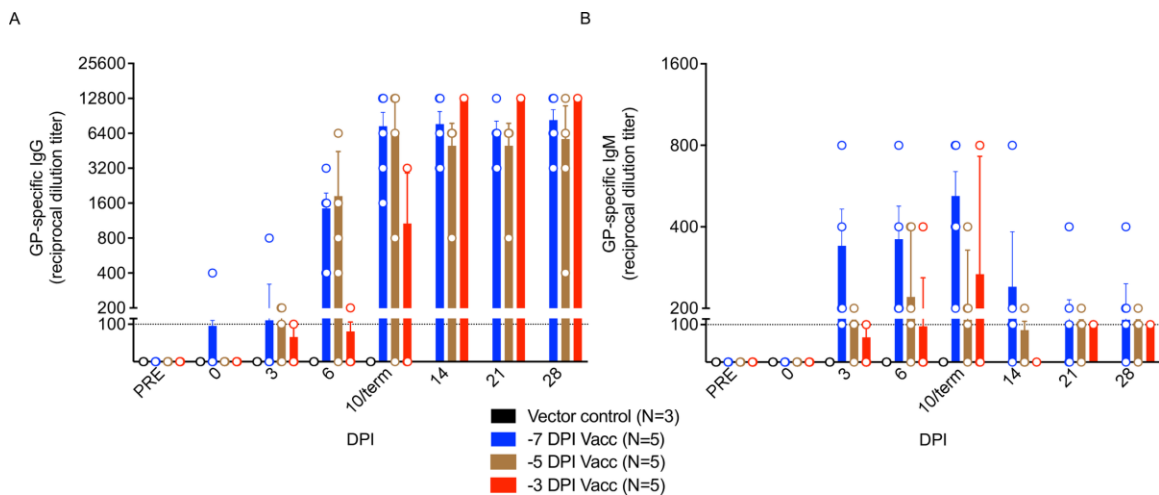 A
GP-specific IgG
(reciprocal dilution titer)
25600
12800
6400
3200
1600
800
400
200
100
PRE
0
3
6
10/term
14
21
28
DPI
B
GP-specific IgM
(reciprocal dilution titer)
1600
800
400
200
100
PRE
0
3
6
10/term
14
21
28
DPI
Vector control (N=3)
-7 DPI Vacc (N=5)
-5 DPI Vacc (N=5)
-3 DPI Vacc (N=5)